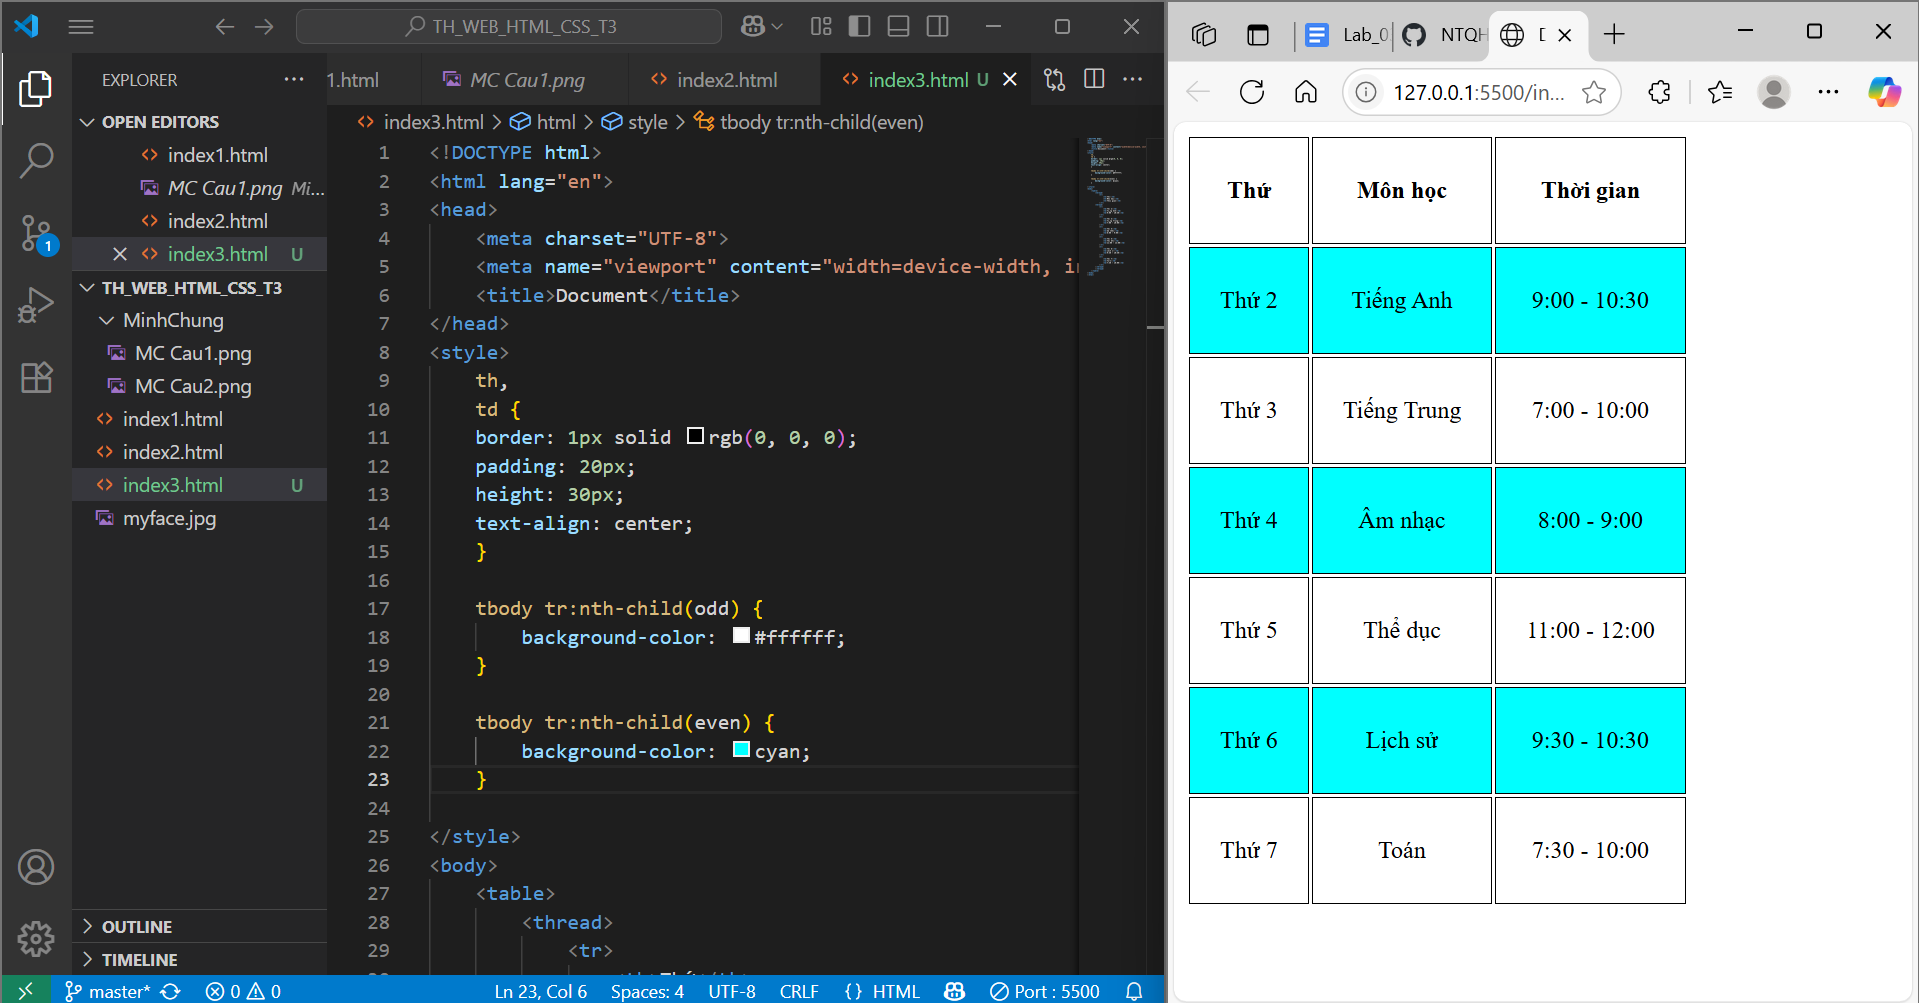 TH_WEB_HTML_CSS_T3
EXPLORER
OPEN EDITORS
index1.html
MC Cau1.png Mi...
index2.html
index3.html U
TH_WEB_HTML_CSS_T3
MinhChung
MC Cau1.png
MC Cau2.png
index1.html
index2.html
index3.html U
myface.jpg
OUTLINE
TIMELINE
1
1.html
MC Cau1.png
index2.html
index3.html U
index3.html > html > style > tbody tr:nth-child(even)
1 <!DOCTYPE html>
2 <html lang="en">
3 <head>
4 <meta charset="UTF-8">
5 <meta name="viewport" content="width=device-width, in
6 <title>Document</title>
7 </head>
8 <style>
9 th,
10 td {
11 border: 1px solid rgb(0, 0, 0);
12 padding: 20px;
13 height: 30px;
14 text-align: center;
15 }
16
17 tbody tr:nth-child(odd) {
18 background-color: #ffffff;
19 }
20
21 tbody tr:nth-child(even) {
22 background-color: cyan;
23 }
24
25 </style>
26 <body>
27 <table>
28 <thread>
29 <tr>
master* 0 0 Ln 23, Col 6 Spaces: 4 UTF-8 CRLF {} HTML Port : 5500
Lab_0
NTQH
D
127.0.0.1:5500/in...
Thứ Môn học Thời gian
Thứ 2 Tiếng Anh 9:00 - 10:30
Thứ 3 Tiếng Trung 7:00 - 10:00
Thứ 4 Âm nhạc 8:00 - 9:00
Thứ 5 Thể dục 11:00 - 12:00
Thứ 6 Lịch sử 9:30 - 10:30
Thứ 7 Toán 7:30 - 10:00